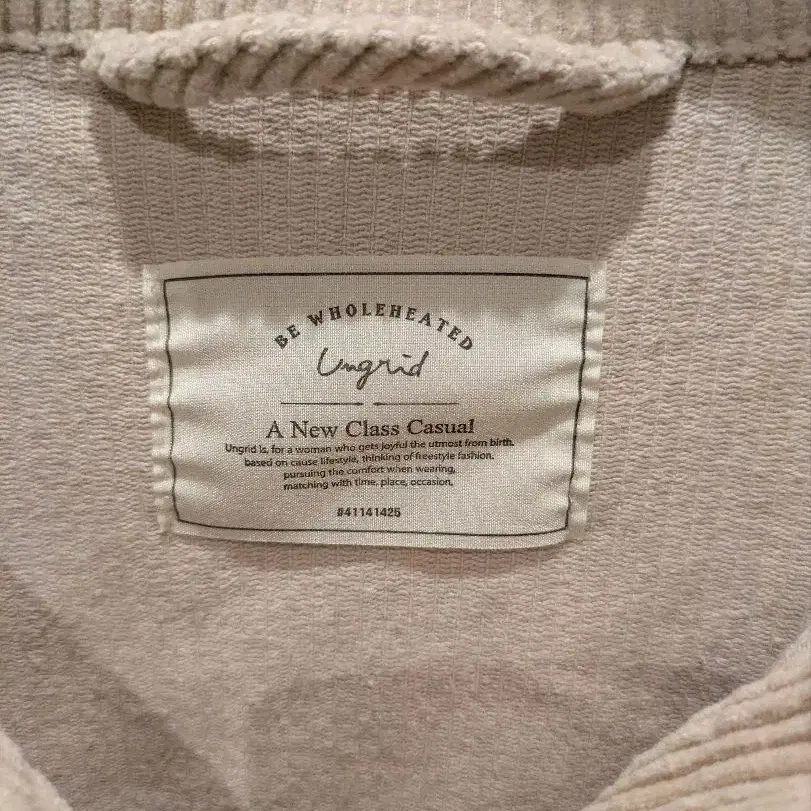 BE WHOLEHEATED
Ungrid
A New Class Casual
Ungrid is, for a woman who gets joyful the utmost from birth.
based on cause lifestyle, thinking of freestyle fashion.
pursuing the comfort when wearing,
matching with time, place, occasion,
#41141425